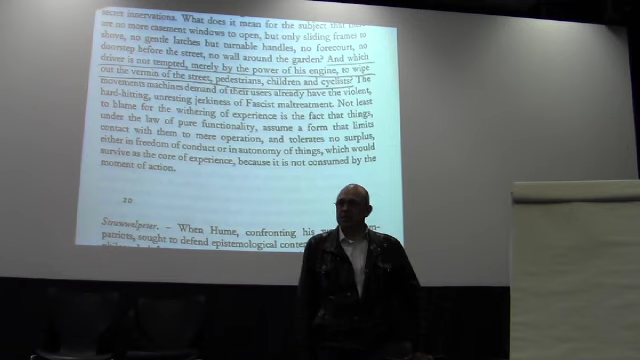 secret innervations. What does it mean for the subject that there
are no more casement windows to open, but only sliding frames to
shove, no gentle latches but turnable handles, no forecourt, no
doorstep before the street, no wall around the garden? And which
driver is not tempted, merely by the power of his engine, to wipe
out the vermin of the street, pedestrians, children and cyclists? The
movements machines demand of their users already have the violent,
hard-hitting, unresting jerkiness of Fascist maltreatment. Not least
to blame for the withering of experience is the fact that things,
under the law of pure functionality, assume a form that limits
contact with them to mere operation, and tolerates no surplus,
either in freedom of conduct or in autonomy of things, which would
survive as the core of experience, because it is not consumed by the
moment of action.
20
Struwwelpeter. – When Hume, confronting his
patriots, sought to defend epistemological